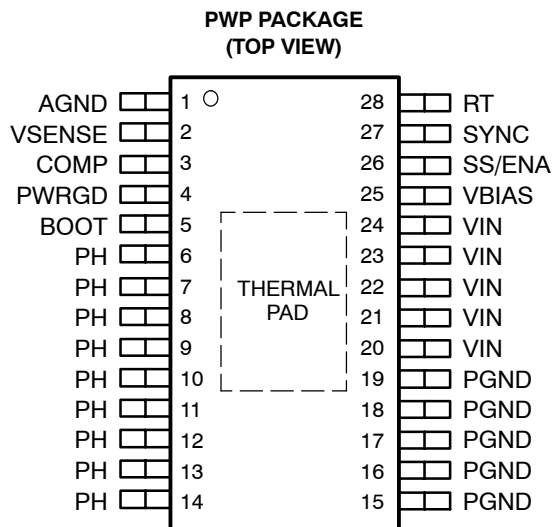 PWP PACKAGE
(TOP VIEW)
AGND 1 28 RT
VSENSE 2 27 SYNC
COMP 3 26 SS/ENA
PWRGD 4 25 VBIAS
BOOT 5 24 VIN
PH 6 23 VIN
PH 7 22 VIN
PH 8 21 VIN
PH 9 20 VIN
PH 10 19 PGND
PH 11 18 PGND
PH 12 17 PGND
PH 13 16 PGND
PH 14 15 PGND
THERMAL
PAD